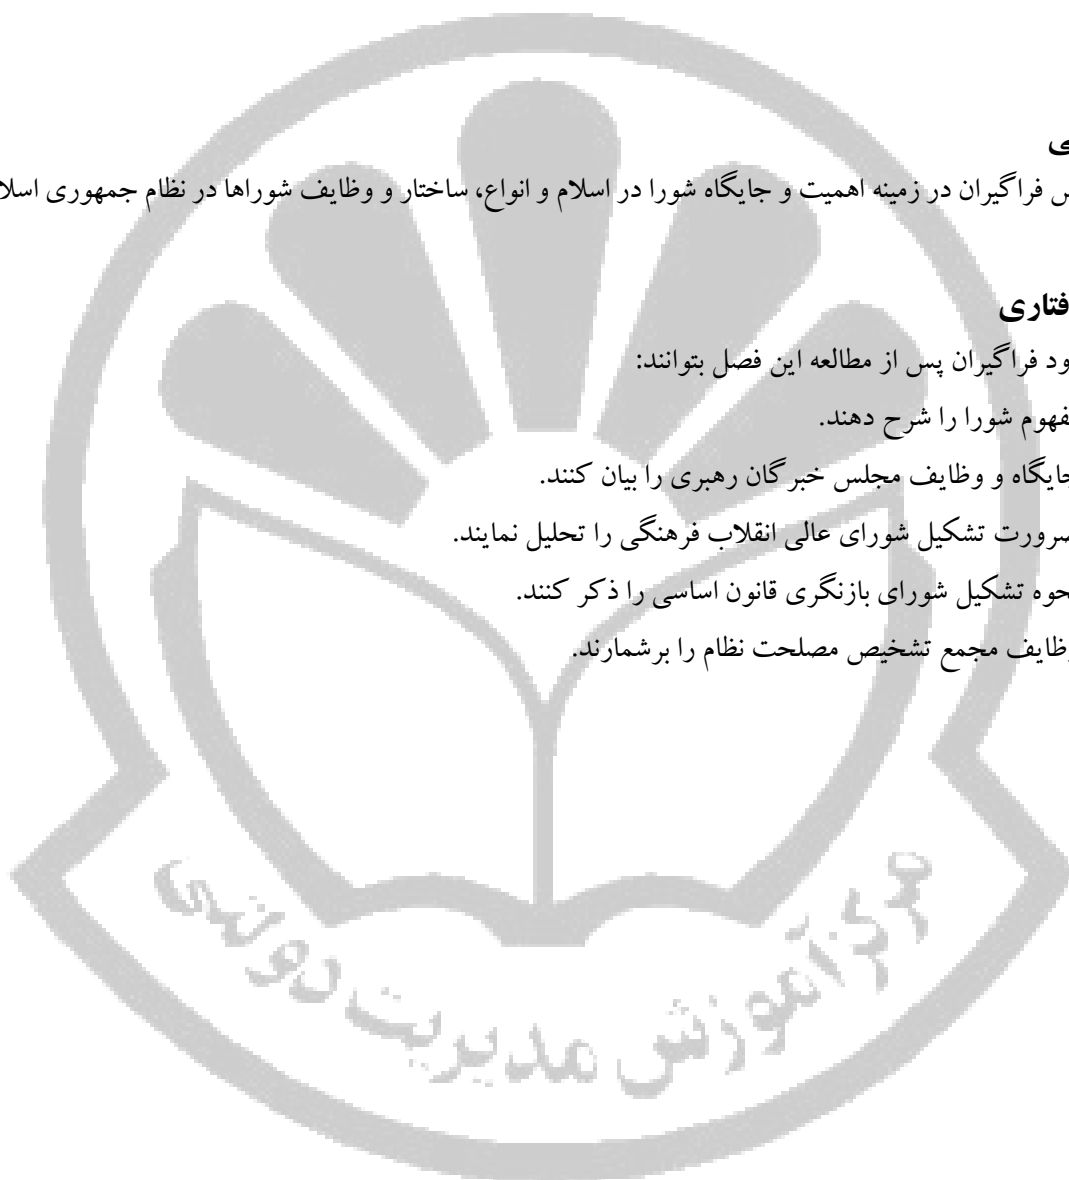 ی
ش فراگیران در زمینه اهمیت و جایگاه شورا در اسلام و انواع، ساختار و وظایف شوراها در نظام جمهوری اسلا
فتاری
ود فراگیران پس از مطالعه این فصل بتوانند:
فهوم شورا را شرح دهند.
جایگاه و وظایف مجلس خبرگان رهبری را بیان کنند.
ضرورت تشکیل شورای عالی انقلاب فرهنگی را تحلیل نمایند.
حوه تشکیل شورای بازنگری قانون اساسی را ذکر کنند.
وظایف مجمع تشخیص مصلحت نظام را برشمارند.
مرکز آموزش مدیریت دولتی